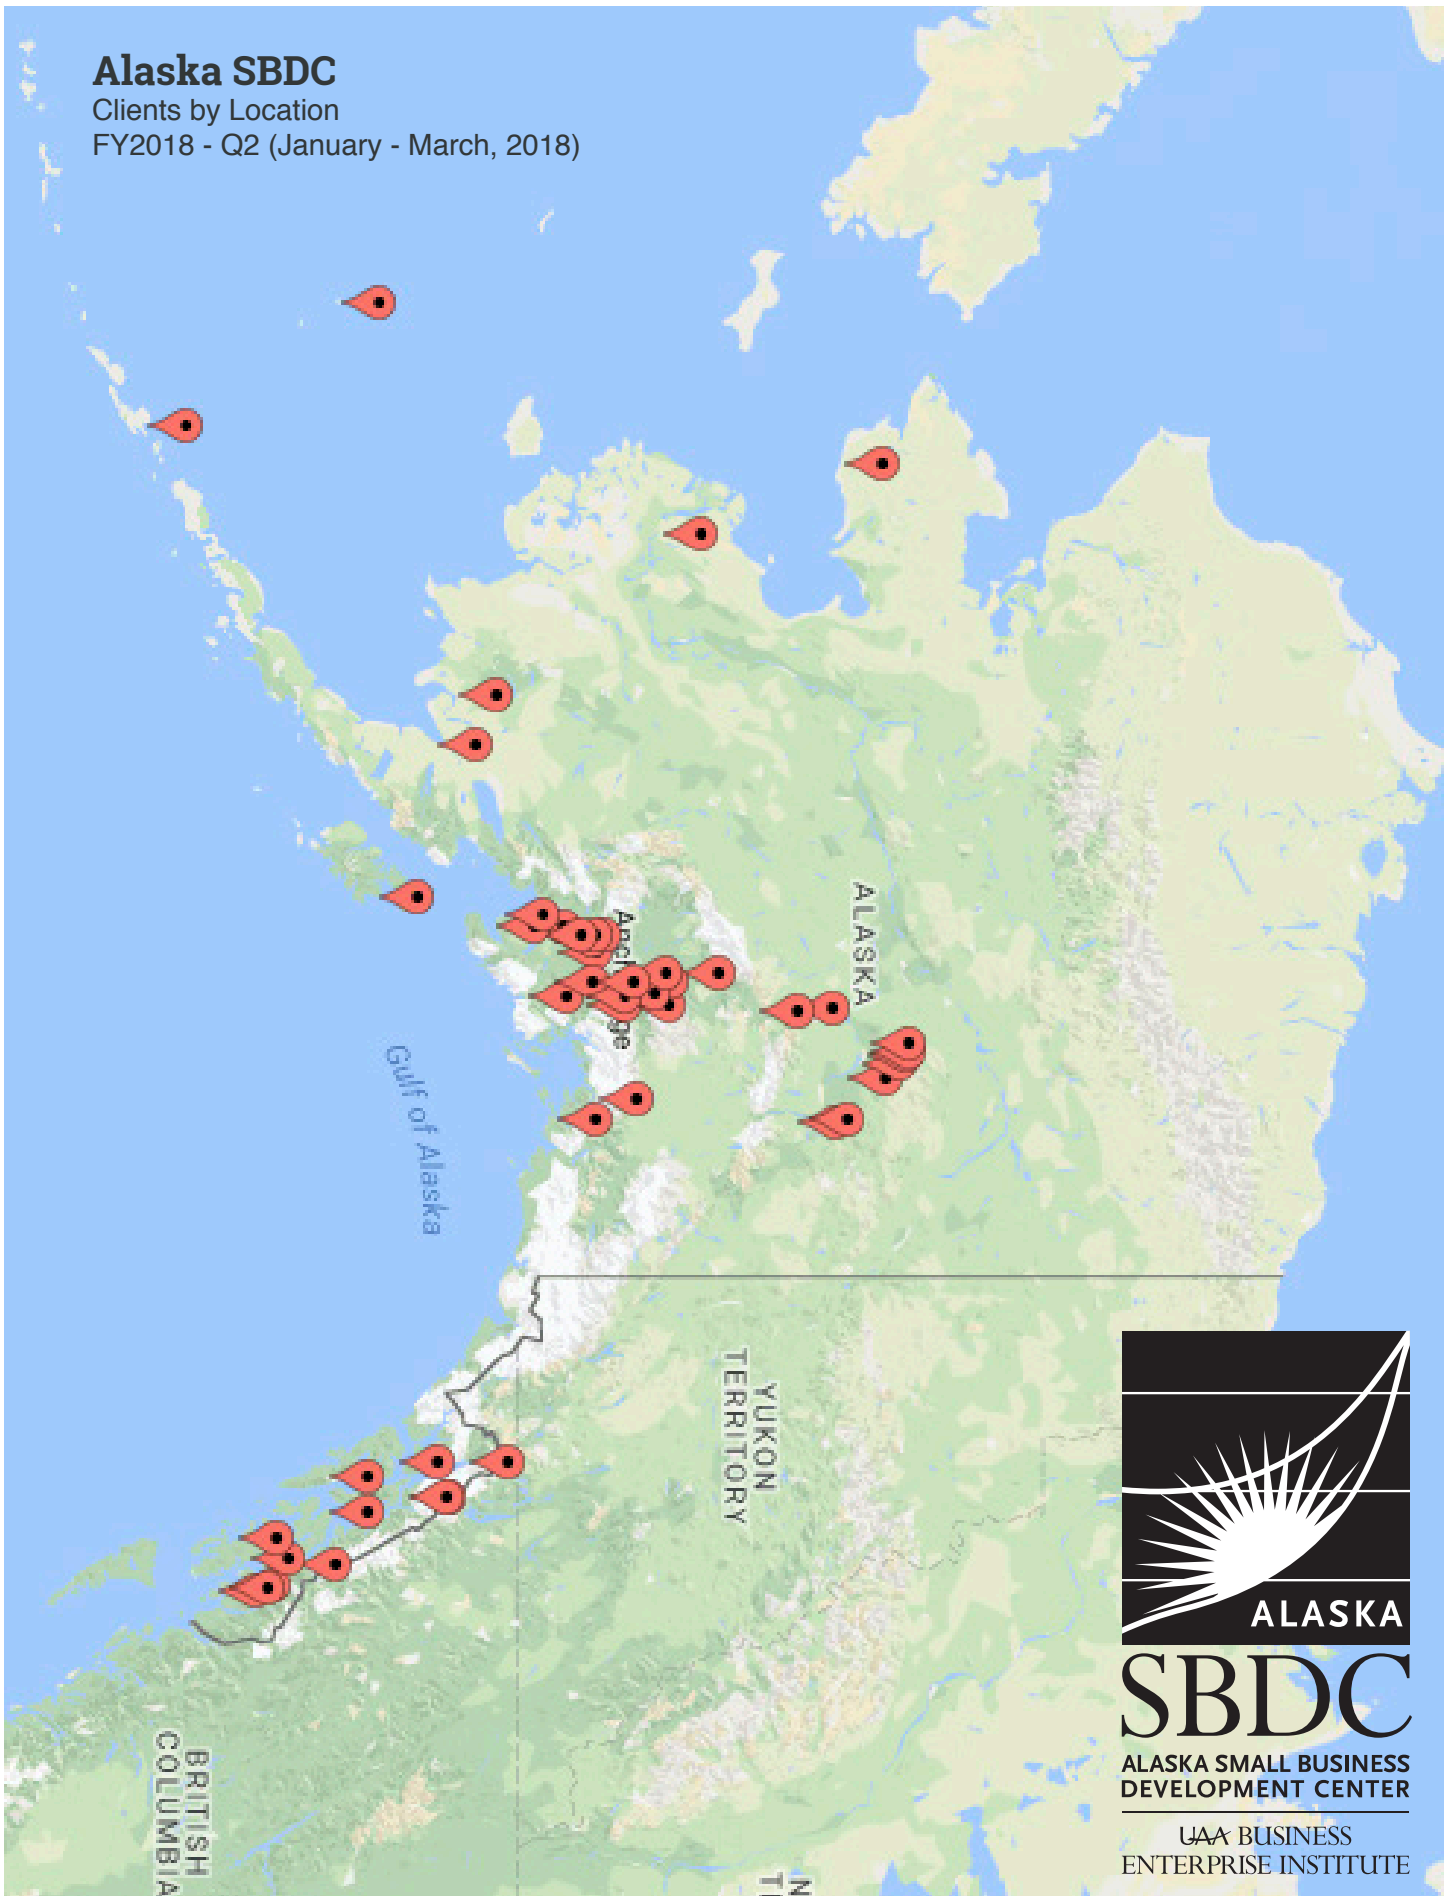 Alaska SBDC
Clients by Location
FY2018 - Q2 (January - March, 2018)
ALASKA
Gulf of Alaska
YUKON
TERRITORY
BRITISH
COLUMBIA
ALASKA
SBDC
ALASKA SMALL BUSINESS
DEVELOPMENT CENTER
UAA BUSINESS
ENTERPRISE INSTITUTE